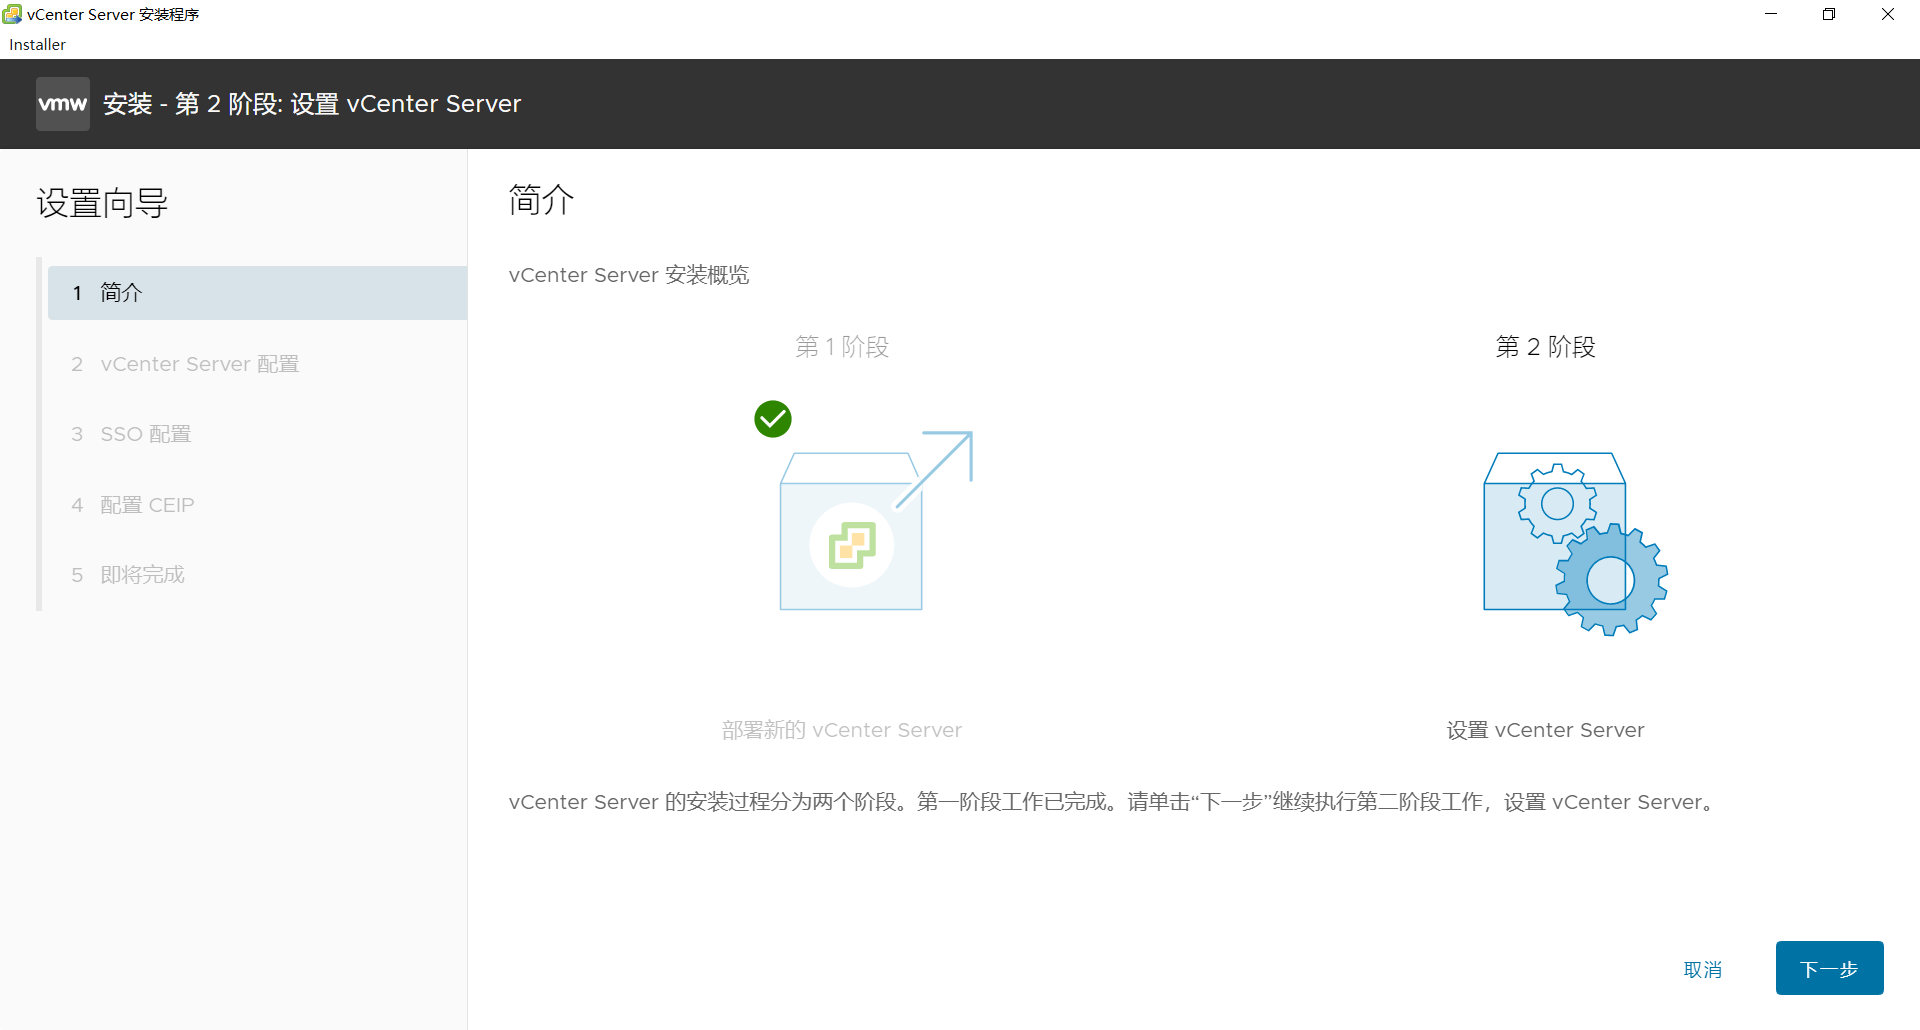 vCenter Server 安装程序
Installer
vmw 安装 - 第 2 阶段: 设置 vCenter Server
设置向导
1 简介
2 vCenter Server 配置
3 SSO 配置
4 配置 CEIP
5 即将完成
简介
vCenter Server 安装概览
第 1 阶段
第 2 阶段
部署新的 vCenter Server
设置 vCenter Server
vCenter Server 的安装过程分为两个阶段。第一阶段工作已完成。请单击“下一步”继续执行第二阶段工作，设置 vCenter Server。
取消
下一步